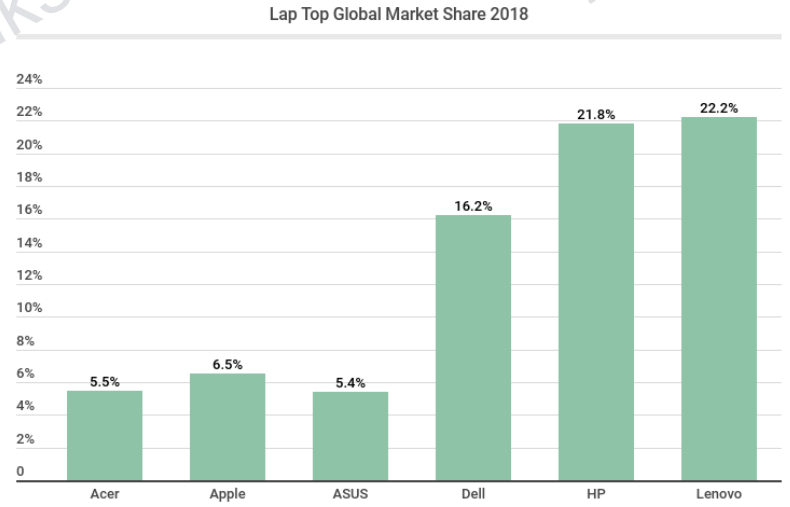 Lap Top Global Market Share 2018
24%
22%
20%
18%
16%
14%
12%
10%
8%
6%
4%
2%
0
5.5%
6.5%
5.4%
16.2%
21.8%
22.2%
Acer
Apple
ASUS
Dell
HP
Lenovo